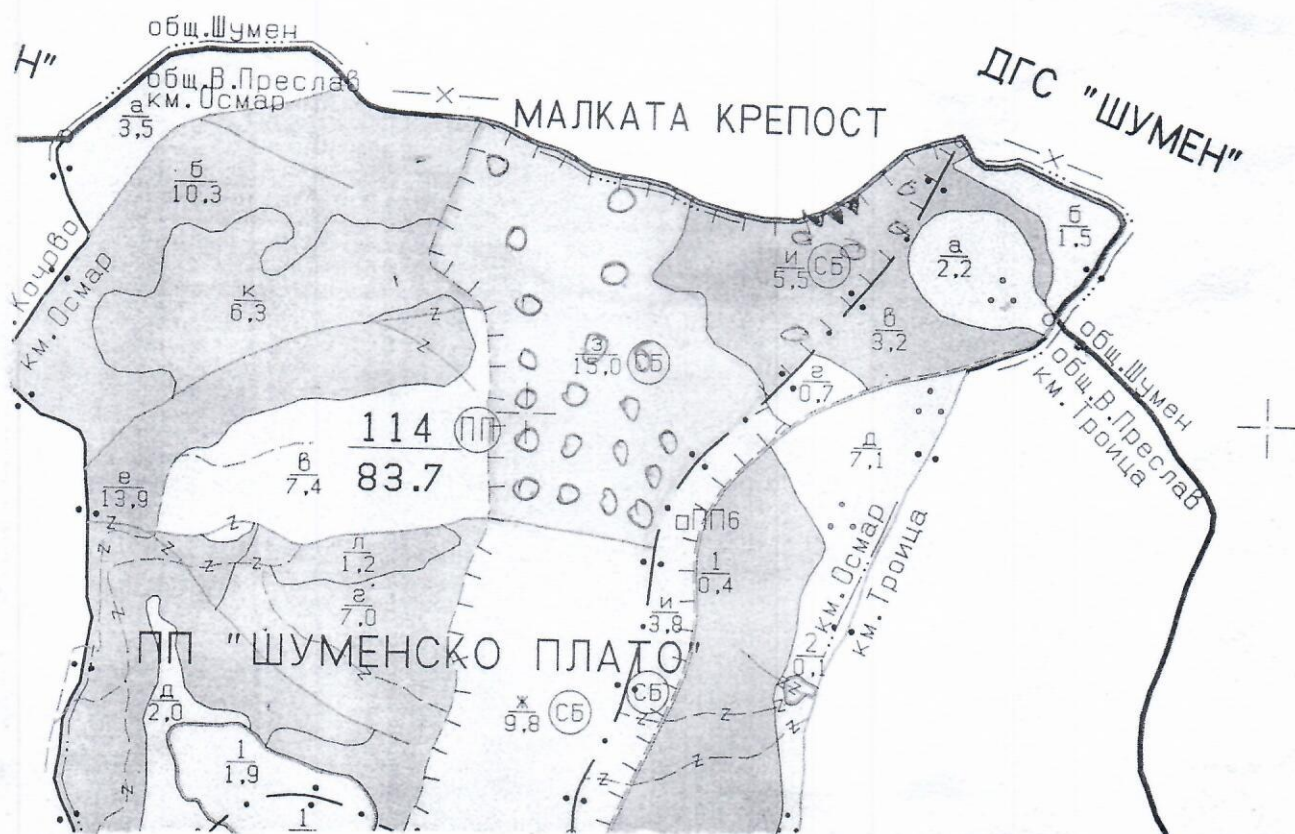 общ.Шумен
Н"
общ.В.Преслав
км.Осмар
а
3,5
МАЛКАТА КРЕПОСТ
ДГС "ШУМЕН"
б
10,3
б
1,5
а
2,2
и
5,5
СБ
Кочово
км. Осмар
к
6,3
в
3,2
з
15,0
СБ
г
0,7
общ.Шумен
общ.В.Преслав
км. Троица
114
83.7
ПП
в
7,4
д
7,1
е
13,9
ПП6
л
1,2
1
0,4
г
7,0
и
3,8
км. Осмар
км. Троица
ПП "ШУМЕНСКО ПЛАТО"
2
0,1
д
2,0
ж
9,8
СБ
СБ
1
1,9
1